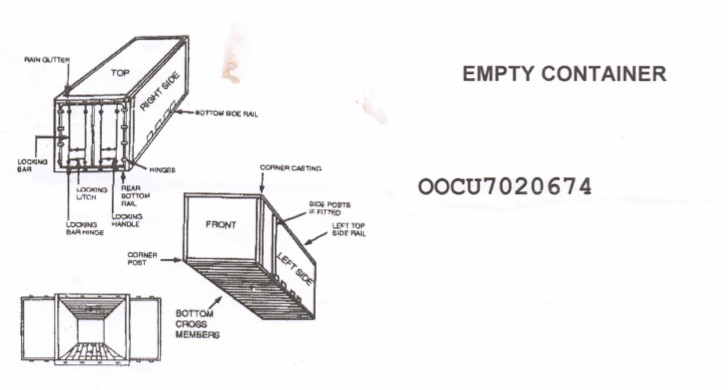 EMPTY CONTAINER
OOCU7020674
RAIN GUTTER
TOP
RIGHT SIDE
BOTTOM SIDE RAIL
LOCKING
BAR
HINGES
LOCKING
LITCH
REAR
BOTTOM
RAIL
LOCKING
BAR HINGE
LOCKING
HANDLE
CORNER CASTING
SIDE POSTS
IF FITTED
LEFT TOP
SIDE RAIL
FRONT
LEFT SIDE
CORNER
POST
BOTTOM
CROSS
MEMBERS